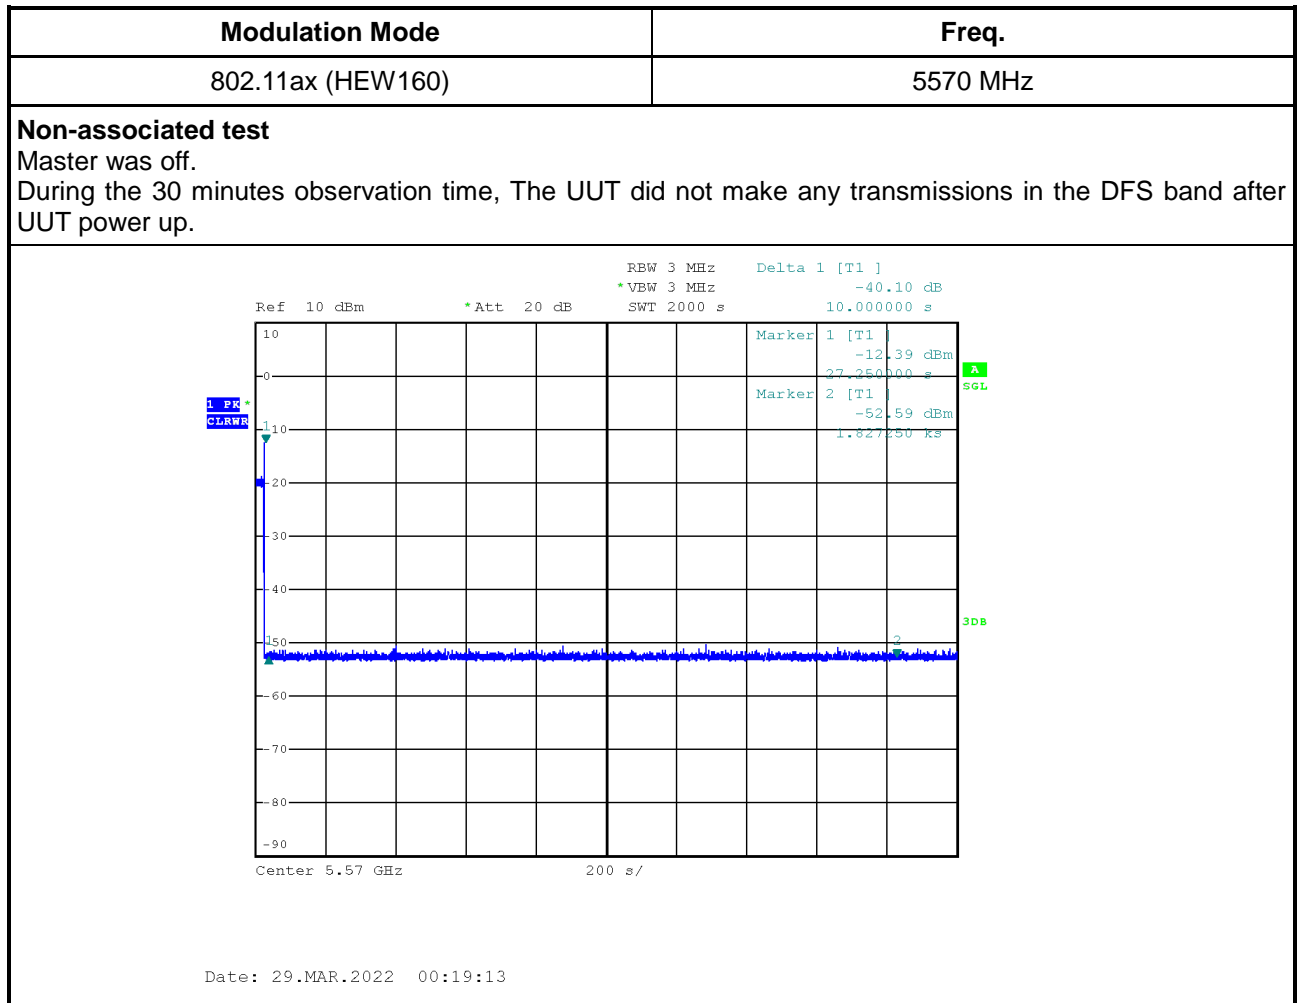 Modulation Mode Freq.
802.11ax (HEW160) 5570 MHz
Non-associated test
Master was off.
During the 30 minutes observation time, The UUT did not make any transmissions in the DFS band after
UUT power up.
RBW 3 MHz Delta 1 [T1 ]
*VBW 3 MHz -40.10 dB
Ref 10 dBm *Att 20 dB SWT 2000 s 10.000000 s
10 Marker 1 [T1 ]
-12.39 dBm
0 27.250000 s A
SGL
Marker 2 [T1 ]
1 PK * -52.59 dBm
CLRWR
1 -10 1.827250 ks
-20
-30
-40
3DB
1 -50 2
-60
-70
-80
-90
Center 5.57 GHz 200 s/
Date: 29.MAR.2022 00:19:13